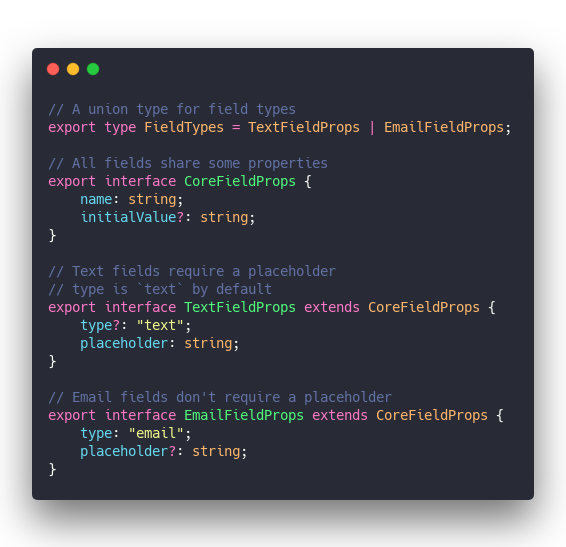 // A union type for field types
export type FieldTypes = TextFieldProps | EmailFieldProps;
// All fields share some properties
export interface CoreFieldProps {
    name: string;
    initialValue?: string;
}
// Text fields require a placeholder
// type is `text` by default
export interface TextFieldProps extends CoreFieldProps {
    type?: "text";
    placeholder: string;
}
// Email fields don't require a placeholder
export interface EmailFieldProps extends CoreFieldProps {
    type: "email";
    placeholder?: string;
}